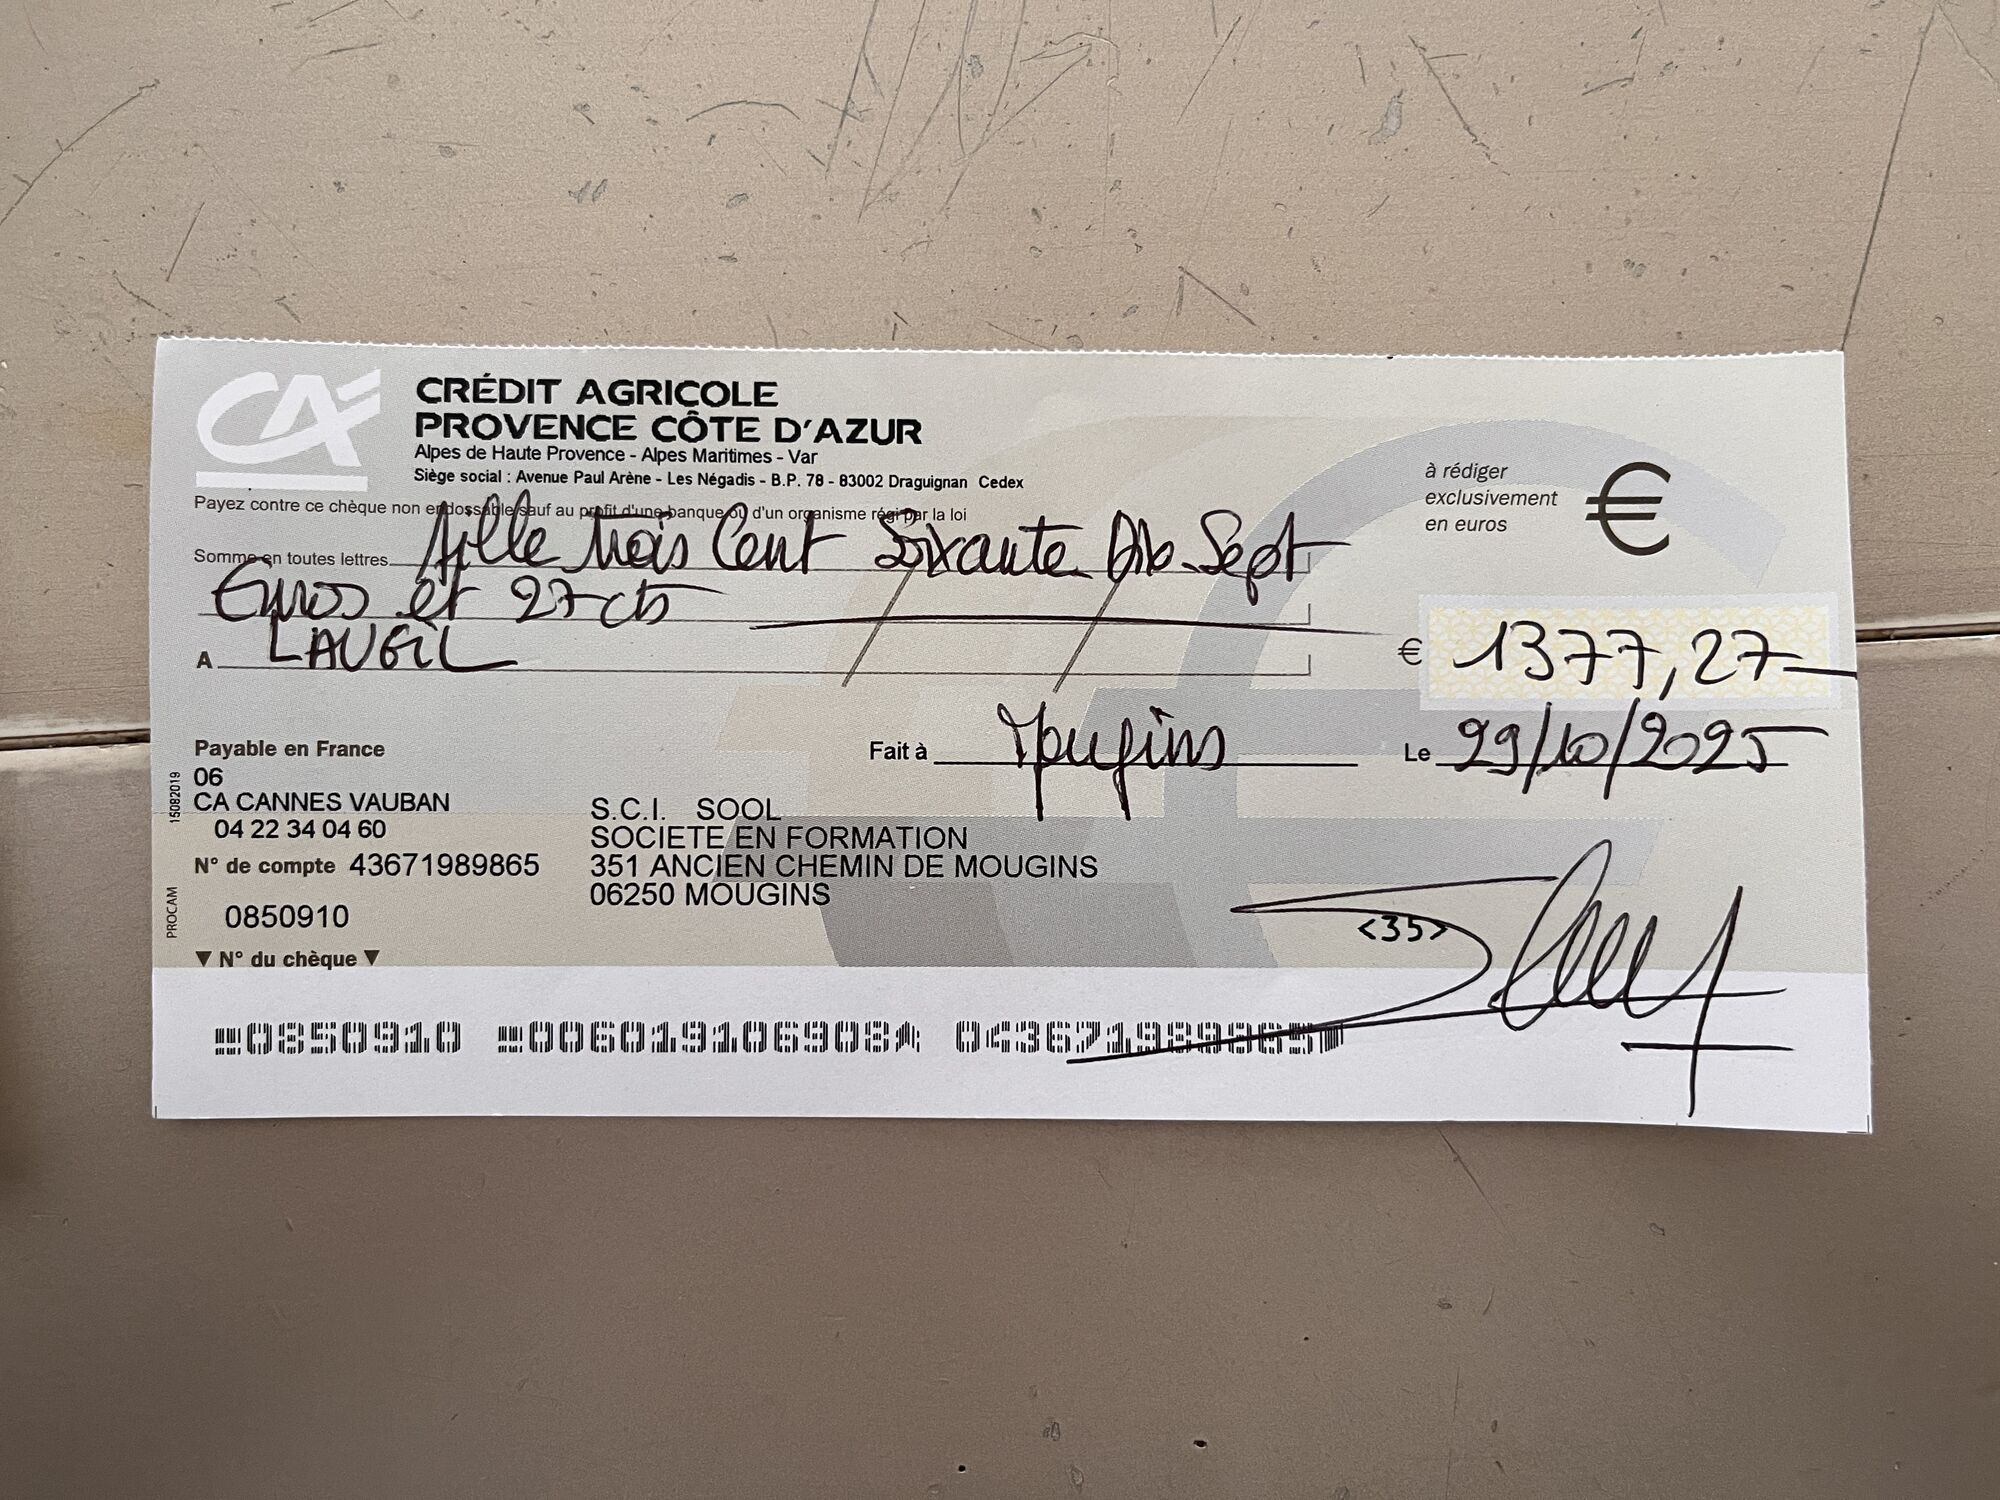 CA
CRÉDIT AGRICOLE
PROVENCE CÔTE D'AZUR
Alpes de Haute Provence - Alpes Maritimes - Var
Siège social : Avenue Paul Arène - Les Négadis - B.P. 78 - 83002 Draguignan Cedex
à rédiger
exclusivement
en euros
€
Payez contre ce chèque non endossable sauf au profit d'une banque ou d'un organisme régi par la loi
Somme en toutes lettres Mille trois Cent Soixante Dix-Sept
Euros et 27 cts
A LAUGIL
€ 1377,27
Fait à Mougins Le 29/10/2025
Payable en France
06
CA CANNES VAUBAN
04 22 34 04 60
N° de compte 43671989865
0850910
▼ N° du chèque ▼
15082019
PROCAM
S.C.I. SOOL
SOCIETE EN FORMATION
351 ANCIEN CHEMIN DE MOUGINS
06250 MOUGINS
<35>
0850910 006019106908 043671989865